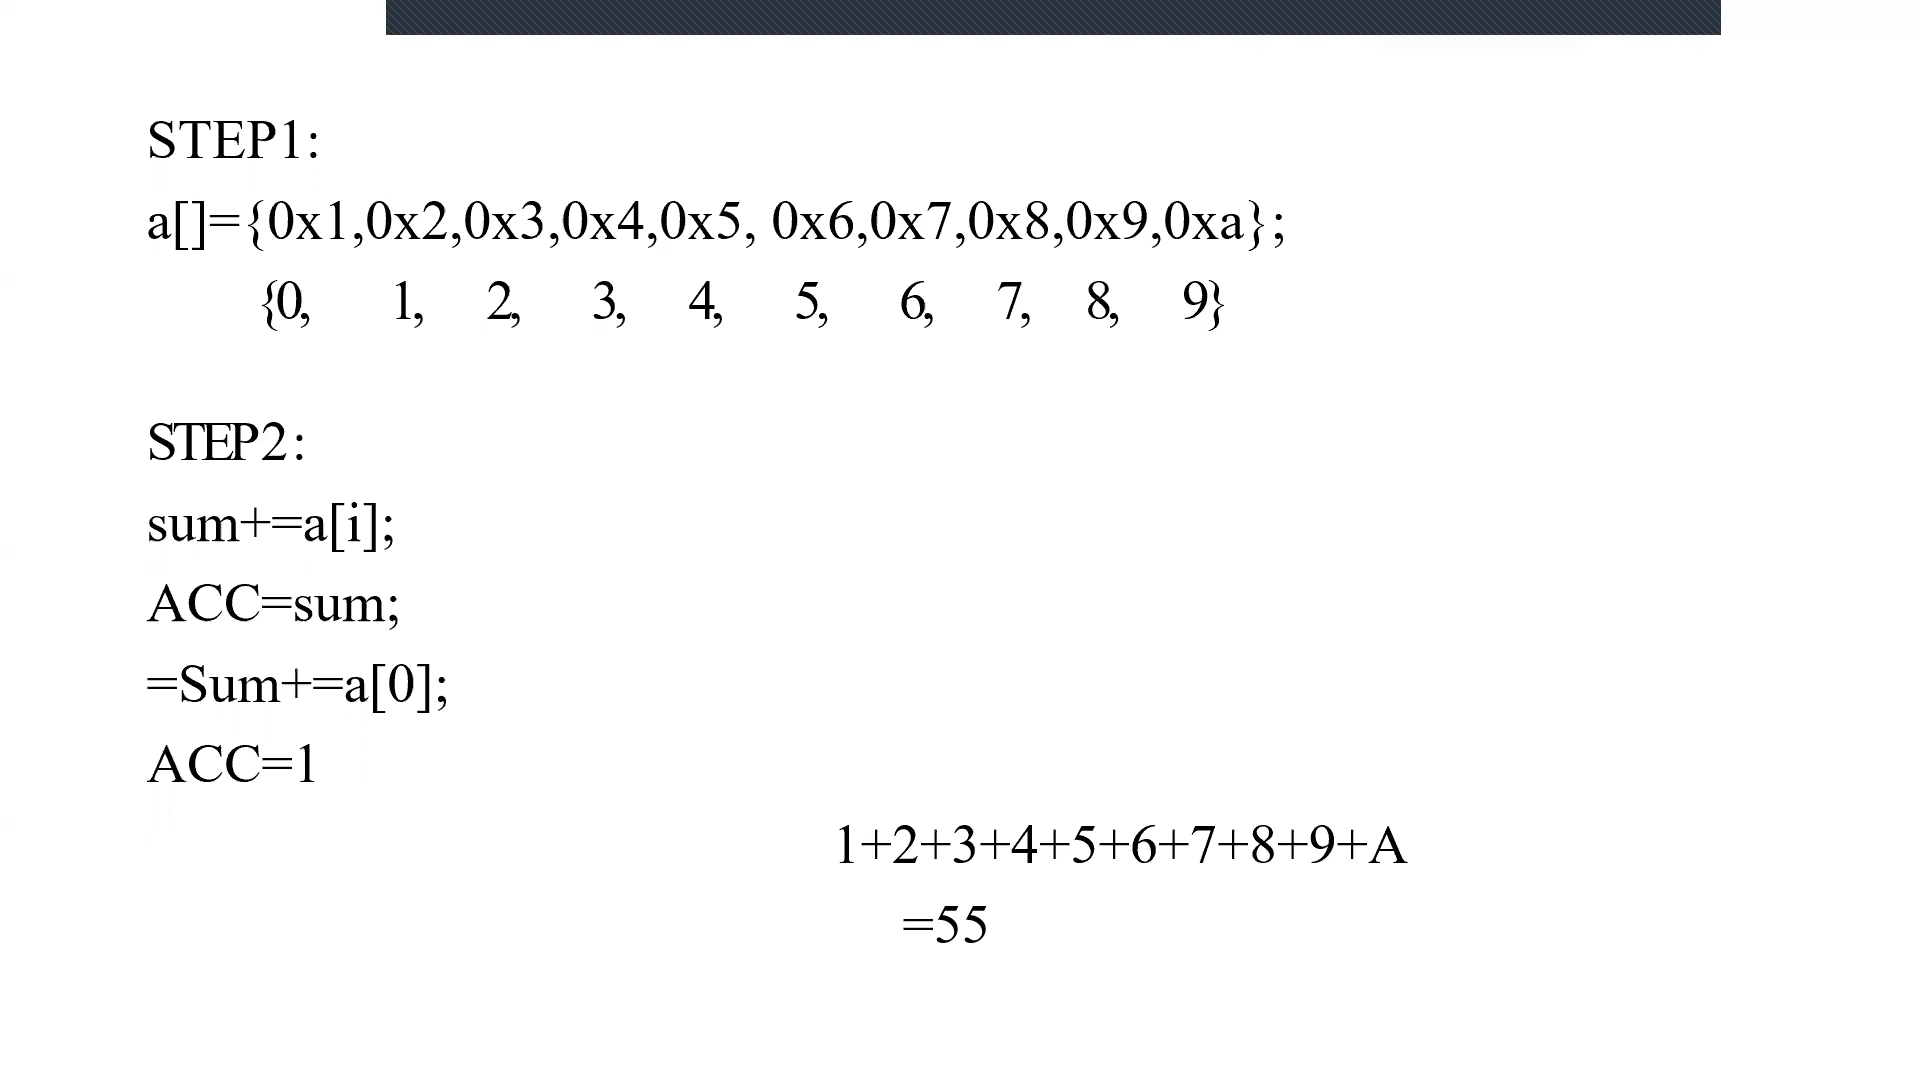 STEP1:
a[]={0x1,0x2,0x3,0x4,0x5, 0x6,0x7,0x8,0x9,0xa};
{0, 1, 2, 3, 4, 5, 6, 7, 8, 9}
STEP2:
sum+=a[i];
ACC=sum;
=Sum+=a[0];
ACC=1
1+2+3+4+5+6+7+8+9+A
=55